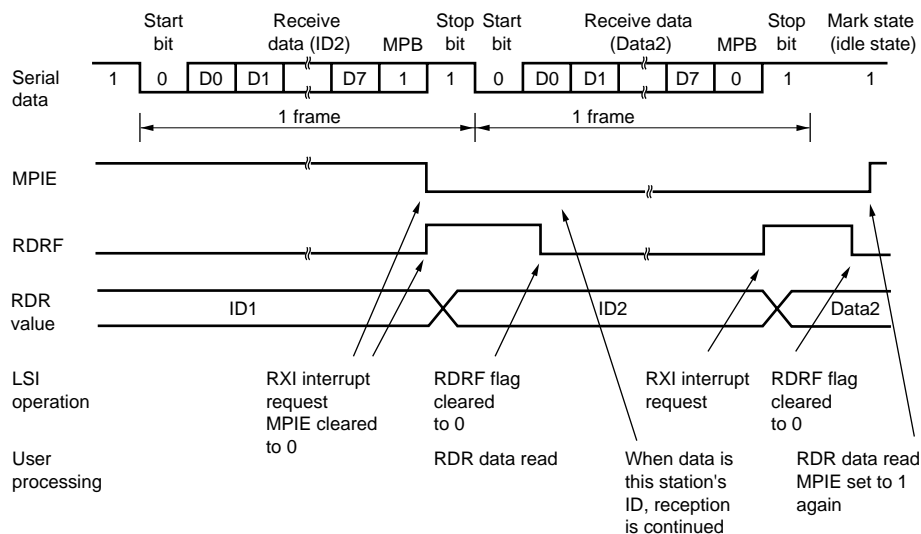 Start bit
Receive data (ID2)
MPB
Stop bit
Start bit
Receive data (Data2)
MPB
Stop bit
Mark state (idle state)
Serial data
1 0 D0 D1 D7 1 1 0 D0 D1 D7 0 1 1
1 frame
1 frame
MPIE
RDRF
RDR value
ID1
ID2
Data2
LSI operation
RXI interrupt request
MPIE cleared to 0
RDRF flag cleared to 0
RXI interrupt request
RDRF flag cleared to 0
User processing
RDR data read
When data is this station's ID, reception is continued
RDR data read
MPIE set to 1 again